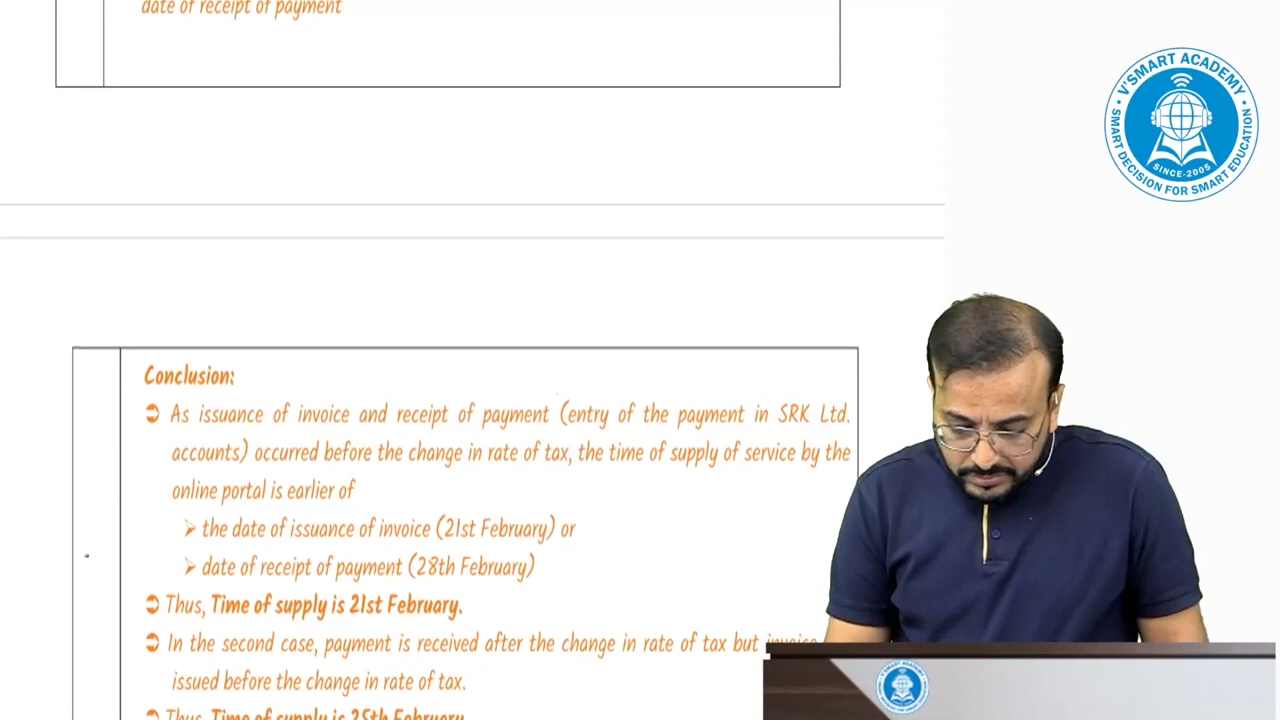 date of receipt of payment
V'SMART ACADEMY
SMART DECISION FOR SMART EDUCATION
SINCE-2005
Conclusion:
As issuance of invoice and receipt of payment (entry of the payment in SRK Ltd.
accounts) occurred before the change in rate of tax, the time of supply of service by the
online portal is earlier of
the date of issuance of invoice (21st February) or
date of receipt of payment (28th February)
Thus, Time of supply is 21st February.
In the second case, payment is received after the change in rate of tax but invoice
issued before the change in rate of tax.
Thus, Time of supply is 25th February